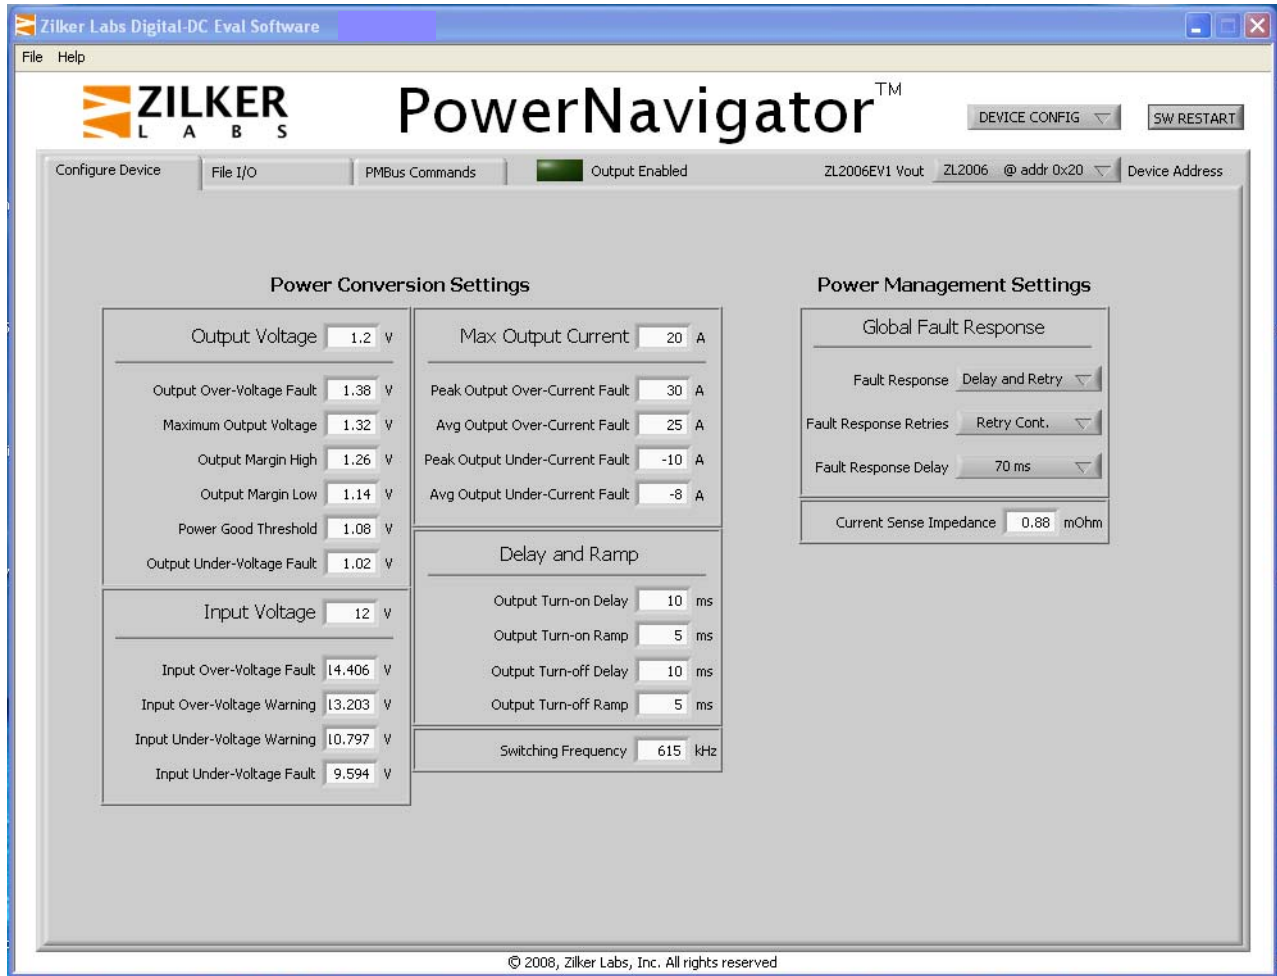 Zilker Labs Digital-DC Eval Software
File Help
ZILKER
LABS
PowerNavigator™
DEVICE CONFIG
SW RESTART
Configure Device
File I/O
PMBus Commands
Output Enabled
ZL2006EV1 Vout
ZL2006 @ addr 0x20
Device Address
Power Conversion Settings
Output Voltage 1.2 V
Output Over-Voltage Fault 1.38 V
Maximum Output Voltage 1.32 V
Output Margin High 1.26 V
Output Margin Low 1.14 V
Power Good Threshold 1.08 V
Output Under-Voltage Fault 1.02 V
Input Voltage 12 V
Input Over-Voltage Fault 14.406 V
Input Over-Voltage Warning 13.203 V
Input Under-Voltage Warning 10.797 V
Input Under-Voltage Fault 9.594 V
Max Output Current 20 A
Peak Output Over-Current Fault 30 A
Avg Output Over-Current Fault 25 A
Peak Output Under-Current Fault -10 A
Avg Output Under-Current Fault -8 A
Delay and Ramp
Output Turn-on Delay 10 ms
Output Turn-on Ramp 5 ms
Output Turn-off Delay 10 ms
Output Turn-off Ramp 5 ms
Switching Frequency 615 kHz
Power Management Settings
Global Fault Response
Fault Response Delay and Retry
Fault Response Retries Retry Cont.
Fault Response Delay 70 ms
Current Sense Impedance 0.88 mOhm
© 2008, Zilker Labs, Inc. All rights reserved